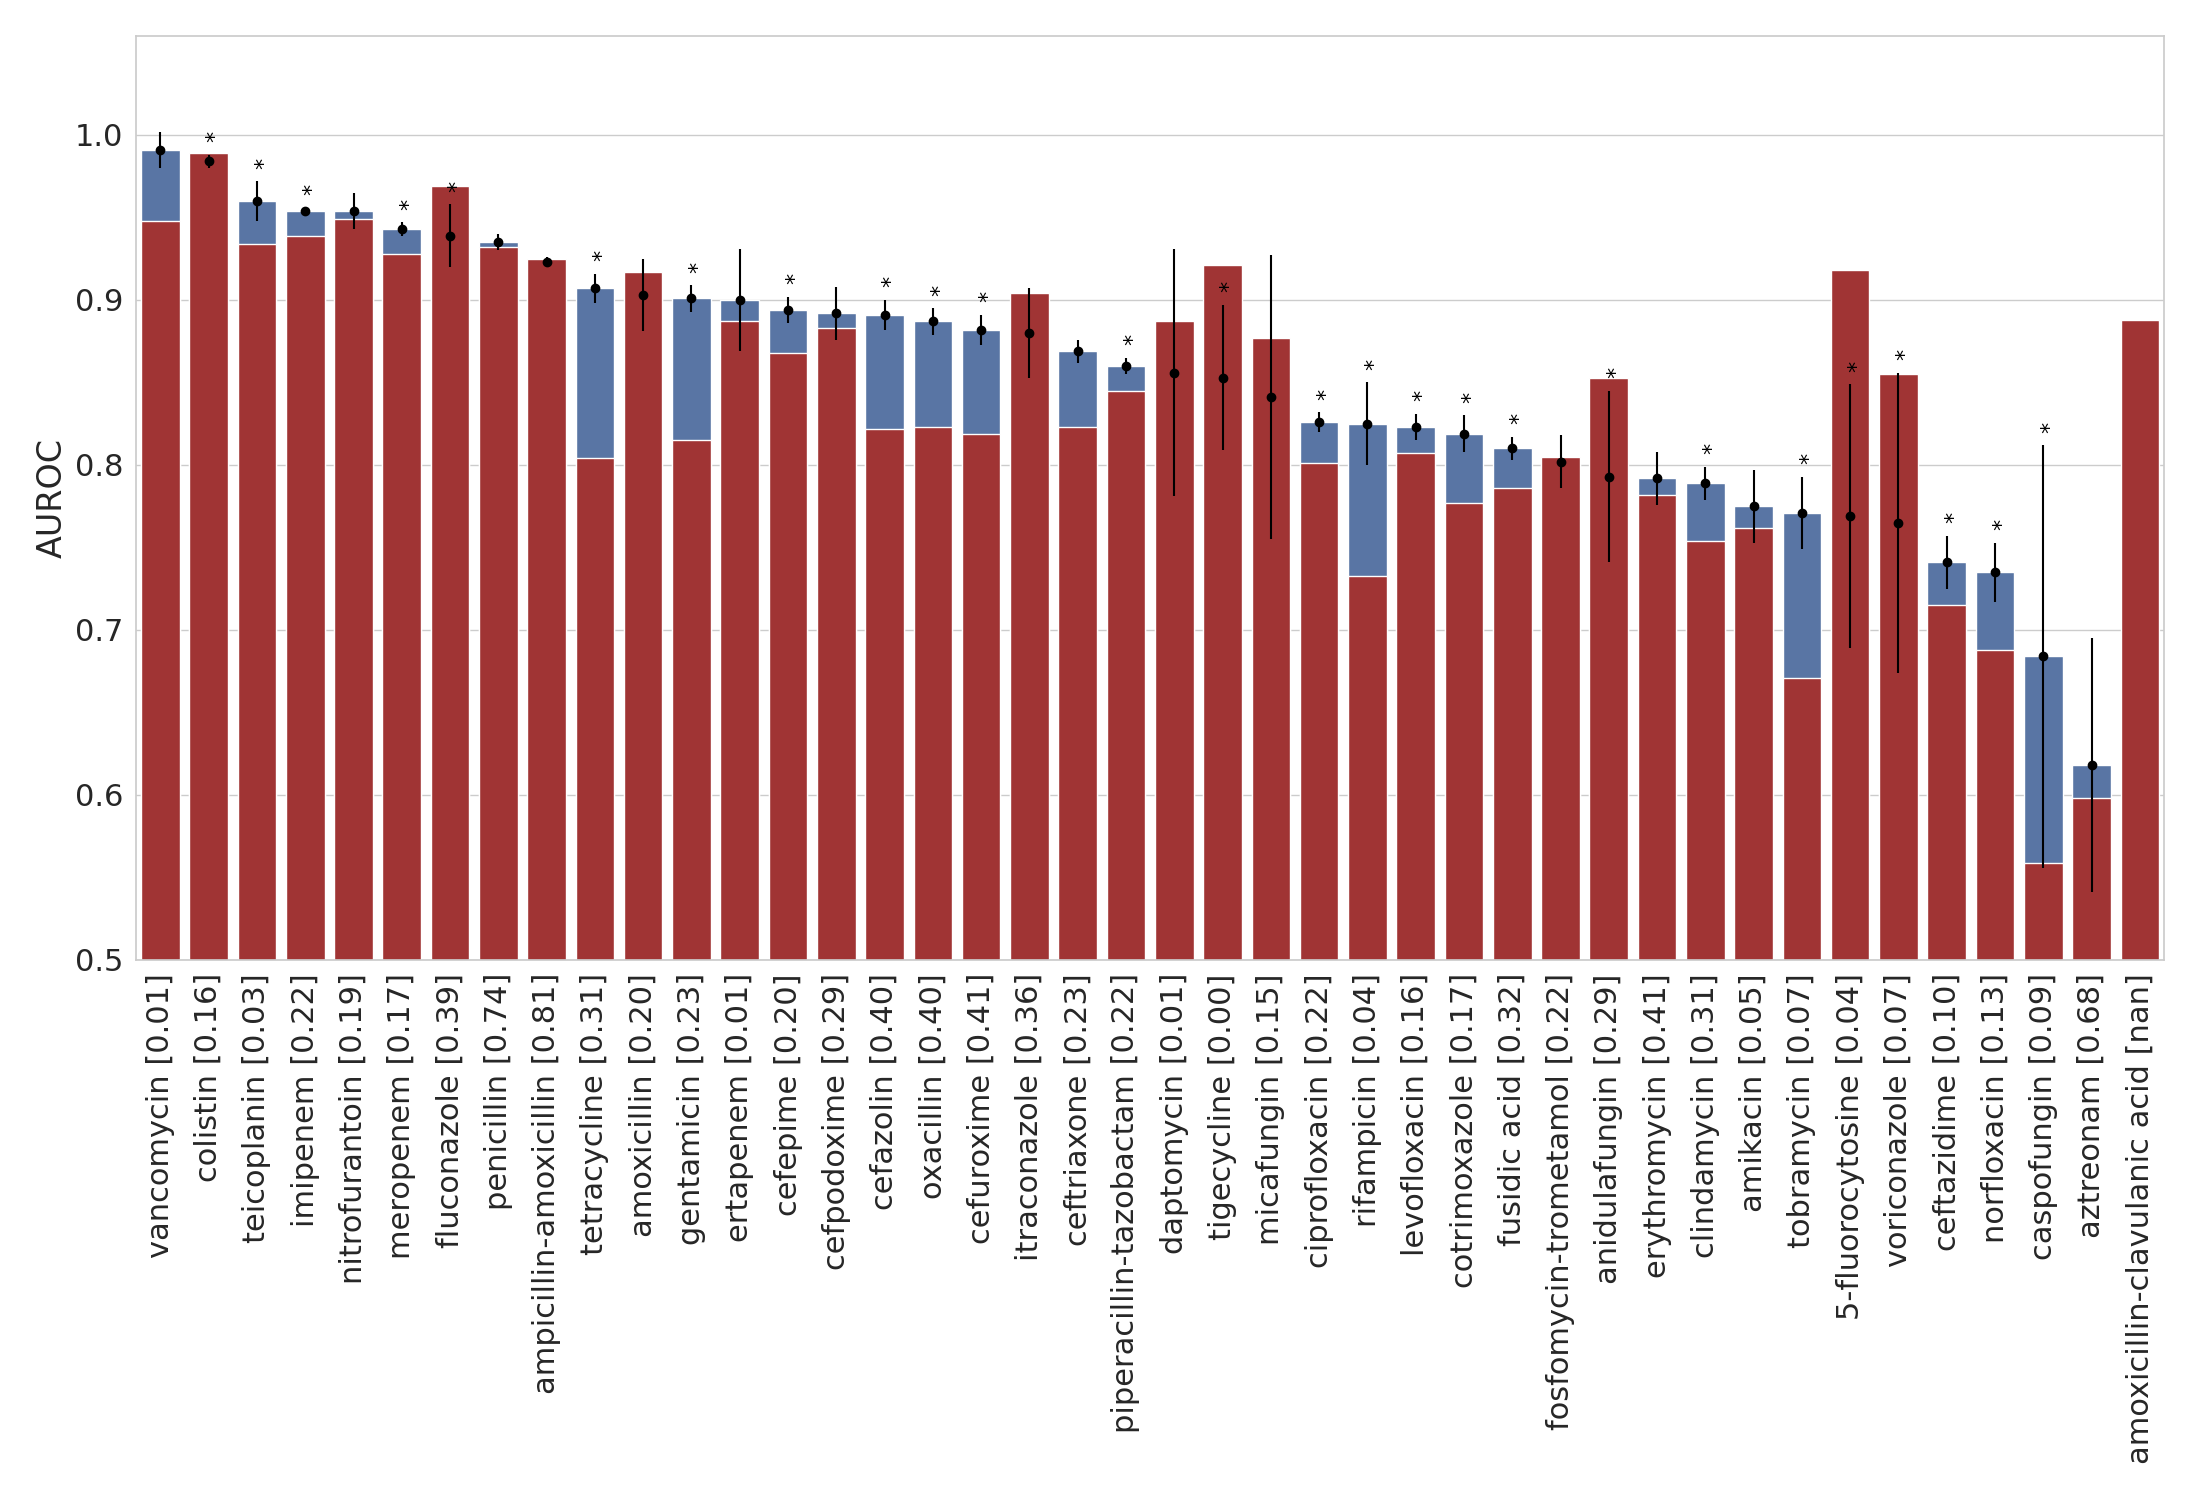 AUROC
1.0
0.9
0.8
0.7
0.6
0.5
* * * * * * * * * * * * * * * * * * * * * * * * * * *
vancomycin [0.01]
colistin [0.16]
teicoplanin [0.03]
imipenem [0.22]
nitrofurantoin [0.19]
meropenem [0.17]
fluconazole [0.39]
penicillin [0.74]
ampicillin-amoxicillin [0.81]
tetracycline [0.31]
amoxicillin [0.20]
gentamicin [0.23]
ertapenem [0.01]
cefepime [0.20]
cefpodoxime [0.29]
cefazolin [0.40]
oxacillin [0.40]
cefuroxime [0.41]
itraconazole [0.36]
ceftriaxone [0.23]
piperacillin-tazobactam [0.22]
daptomycin [0.01]
tigecycline [0.00]
micafungin [0.15]
ciprofloxacin [0.22]
rifampicin [0.04]
levofloxacin [0.16]
cotrimoxazole [0.17]
fusidic acid [0.32]
fosfomycin-trometamol [0.22]
anidulafungin [0.29]
erythromycin [0.41]
clindamycin [0.31]
amikacin [0.05]
tobramycin [0.07]
5-fluorocytosine [0.04]
voriconazole [0.07]
ceftazidime [0.10]
norfloxacin [0.13]
caspofungin [0.09]
aztreonam [0.68]
amoxicillin-clavulanic acid [nan]